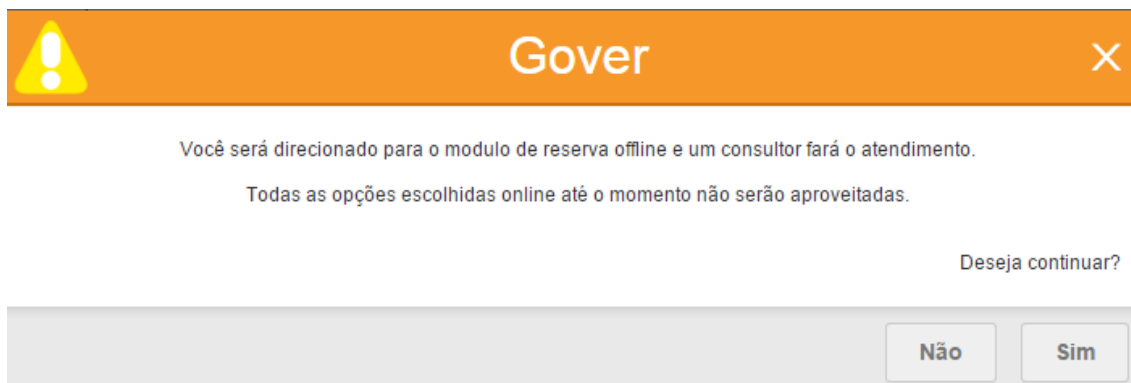 Gover
Você será direcionado para o modulo de reserva offline e um consultor fará o atendimento.
Todas as opções escolhidas online até o momento não serão aproveitadas.
Deseja continuar?
Não
Sim